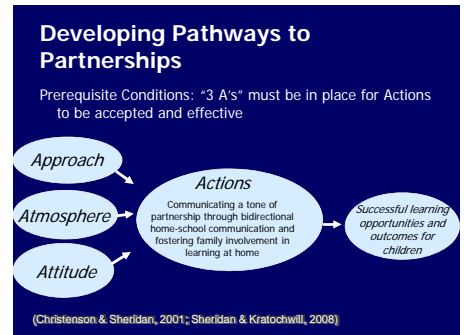 Developing Pathways to
Partnerships
Prerequisite Conditions: "3 A's" must be in place for Actions
to be accepted and effective
Approach
Atmosphere
Attitude
Actions
Communicating a tone of
partnership through bidirectional
home-school communication and
fostering family involvement in
learning at home
Successful learning
opportunities and
outcomes for
children
(Christenson & Sheridan, 2001; Sheridan & Kratochwill, 2008)